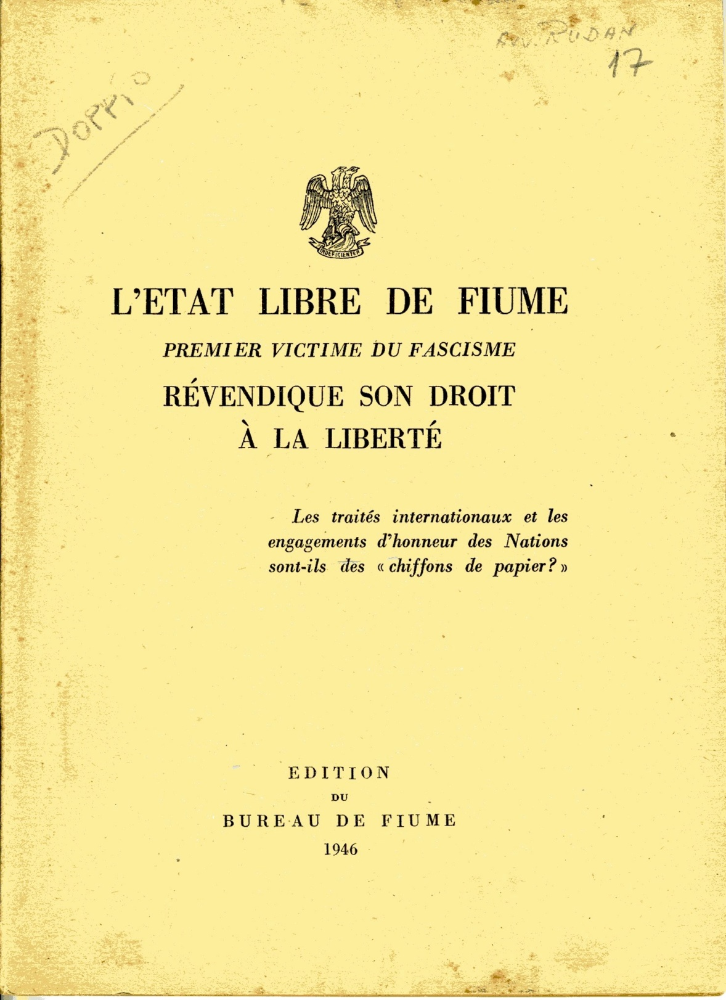 Avv. RUDAN
17
DOPPIO
INDEFICIENTER
L'ETAT LIBRE DE FIUME
PREMIER VICTIME DU FASCISME
RÉVENDIQUE SON DROIT
À LA LIBERTÉ
Les traités internationaux et les
engagements d'honneur des Nations
sont-ils des « chiffons de papier? »
EDITION
DU
BUREAU DE FIUME
1946